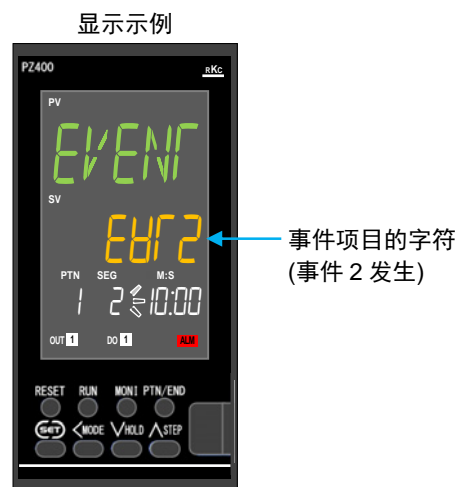 显示示例
PZ400
RKC
PV
EVENT
SV
EVT2
事件项目的字符
(事件 2 发生)
PTN SEG M:S
1 2 10:00
OUT 1 DO 1 ALM
RESET RUN MONI PTN/END
SET <MODE ∨HOLD ∧STEP